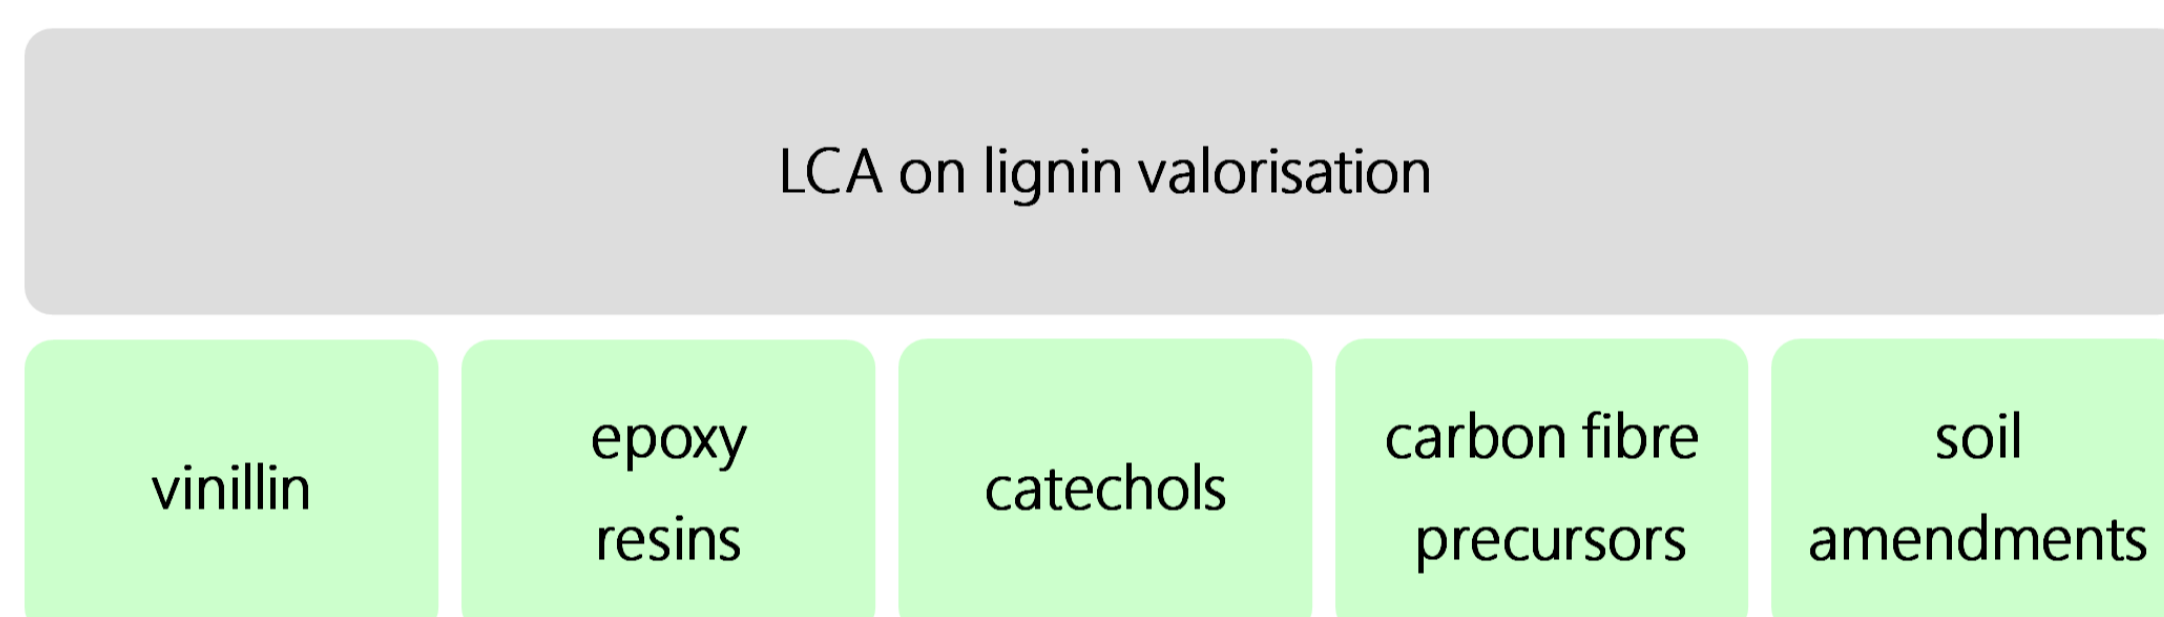 LCA on lignin valorisation
vinillin
epoxy
resins
catechols
carbon fibre
precursors
soil
amendments